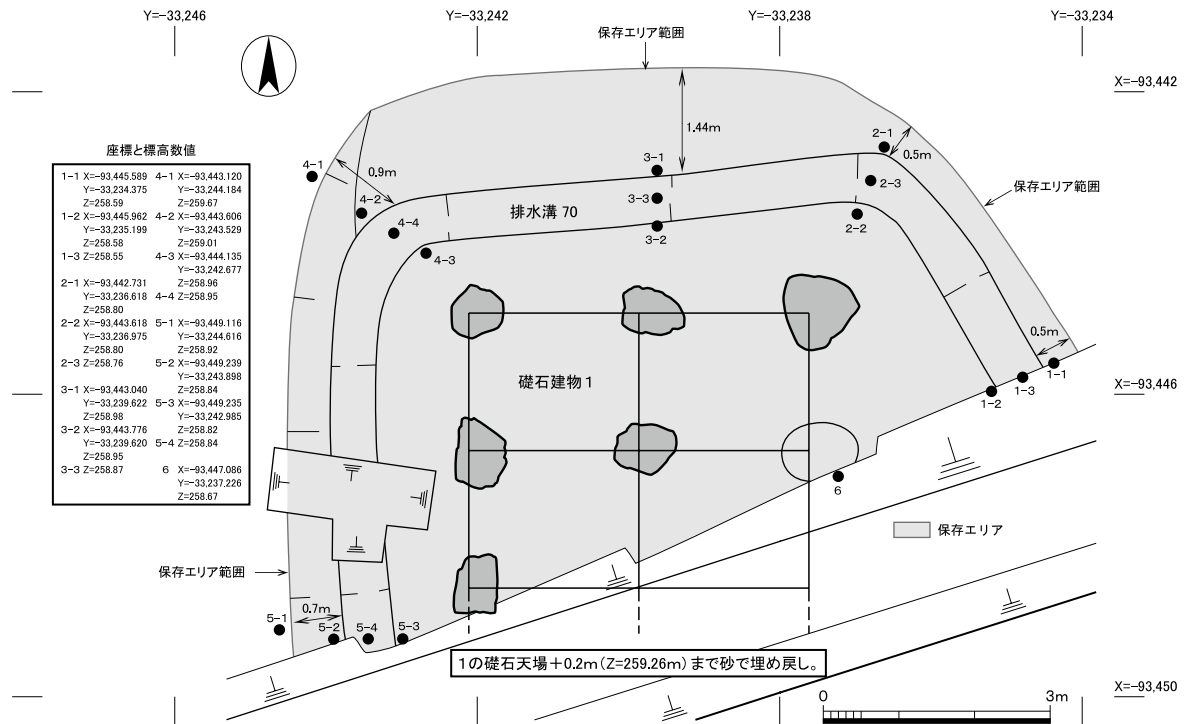 Y=−33,246
Y=−33,242
Y=−33,238
Y=−33,234
保存エリア範囲
X=−93,442
座標と標高数値
1-1 X=−93,445.589 4-1 X=−93,443.120
Y=−33,234.375 Y=−33,244.184
Z=258.59 Z=259.67
1-2 X=−93,445.962 4-2 X=−93,443.606
Y=−33,235.199 Y=−33,243.529
Z=258.58 Z=259.01
1-3 Z=258.55 4-3 X=−93,444.135
Y=−33,242.677
2-1 X=−93,442.731 Z=258.96
Y=−33,236.618 4-4 Z=258.95
Z=258.80
2-2 X=−93,443.618 5-1 X=−93,449.116
Y=−33,236.975 Y=−33,244.616
Z=258.80 Z=258.92
2-3 Z=258.76 5-2 X=−93,449.239
Y=−33,243.898
3-1 X=−93,443.040 Z=258.84
Y=−33,239.622 5-3 X=−93,449.235
Z=258.98 Y=−33,242.985
3-2 X=−93,443.776 Z=258.82
Y=−33,239.620 5-4 Z=258.84
Z=258.95
3-3 Z=258.87 6 X=−93,447.086
Y=−33,237.226
Z=258.67
1.44m
2-1
0.5m
4-1
0.9m
3-1
2-3
保存エリア範囲
4-2
3-3
排水溝 70
4-4
3-2
2-2
4-3
0.5m
1-1
1-3
1-2
礎石建物 1
X=−93,446
6
保存エリア
保存エリア範囲
0.7m
5-1
5-2
5-4
5-3
1の礎石天場+0.2m(Z=259.26m)まで砂で埋め戻し。
X=−93,450
0
3m